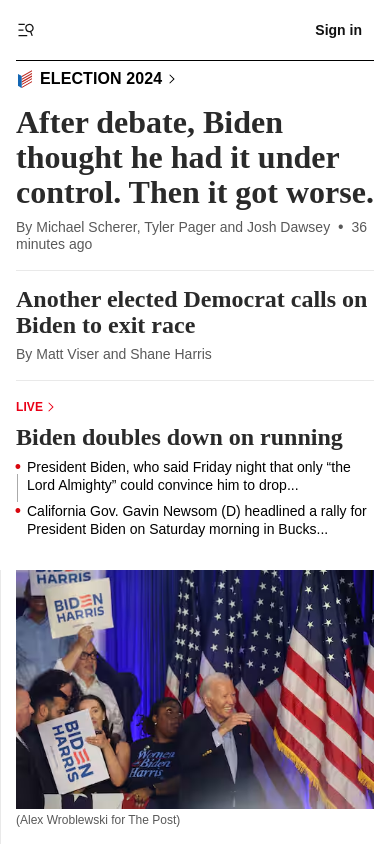 Sign in
ELECTION 2024
After debate, Biden
thought he had it under
control. Then it got worse.
By Michael Scherer, Tyler Pager and Josh Dawsey • 36
minutes ago
Another elected Democrat calls on
Biden to exit race
By Matt Viser and Shane Harris
LIVE
Biden doubles down on running
President Biden, who said Friday night that only “the
Lord Almighty” could convince him to drop...
California Gov. Gavin Newsom (D) headlined a rally for
President Biden on Saturday morning in Bucks...
HARRIS
BIDEN
HARRIS
BIDEN
HARRIS
Women
Biden
Harris
(Alex Wroblewski for The Post)